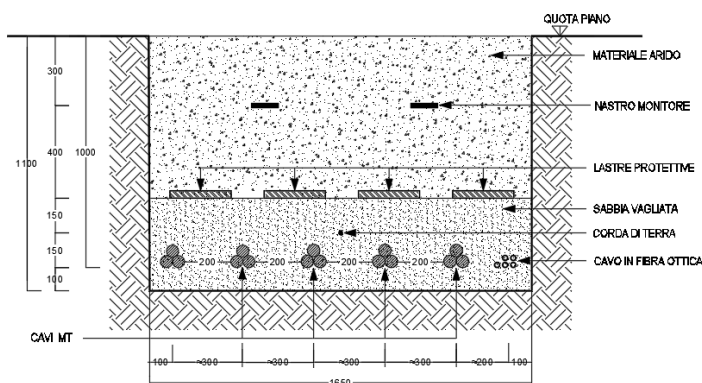 QUOTA PIANO
MATERIALE ARIDO
300
NASTRO MONITORE
1100
400
1000
LASTRE PROTETTIVE
150
SABBIA VAGLIATA
CORDA DI TERRA
150
200 200 200 200
CAVO IN FIBRA OTTICA
100
CAVI MT
100 ~300 ~300 ~300 ~300 ~200 100
1650